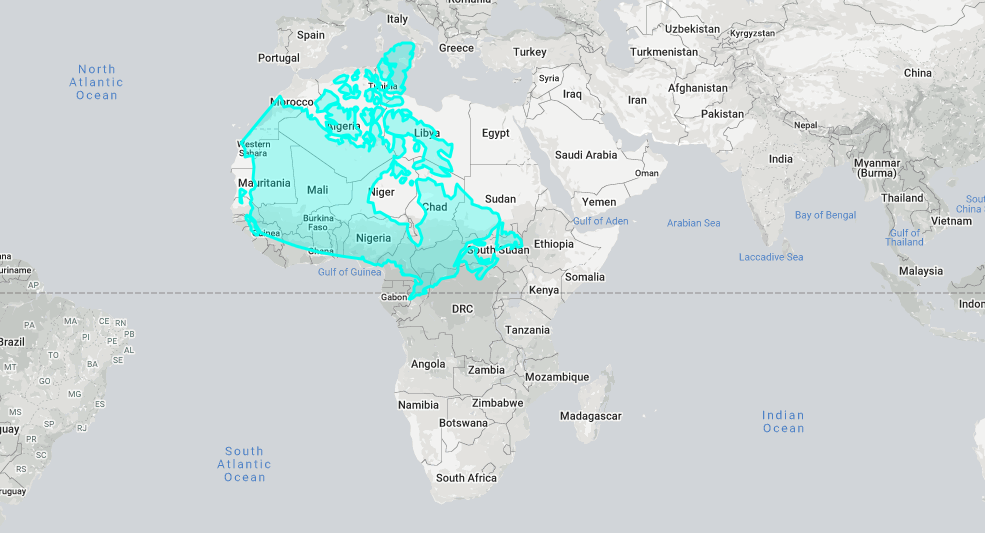 Romania
Italy
Spain
Portugal
Greece
Turkey
Uzbekistan
Kyrgyzstan
Turkmenistan
North
Atlantic
Ocean
Tunisia
Syria
Iraq
Iran
Afghanistan
China
Morocco
Pakistan
Algeria
Libya
Egypt
Nepal
Western
Sahara
Saudi Arabia
India
Myanmar
(Burma)
Oman
Mauritania
Mali
Niger
Chad
Sudan
Yemen
Thailand
Burkina
Faso
Gulf of Aden
Arabian Sea
Bay of Bengal
Vietnam
Guinea
Ghana
Nigeria
South Sudan
Ethiopia
Gulf of
Thailand
Laccadive Sea
Gulf of Guinea
Somalia
Malaysia
uriname
AP
Gabon
Kenya
DRC
Indon
PA
MA
CE
RN
PB
PI
PE
AL
Brazil
TO
SE
Tanzania
MT
BA
Angola
Zambia
Mozambique
GO
MG
ES
Namibia
Zimbabwe
Madagascar
MS
SP
RJ
Botswana
Indian
Ocean
guay
PR
SC
South
Atlantic
Ocean
RS
South Africa
ruguay